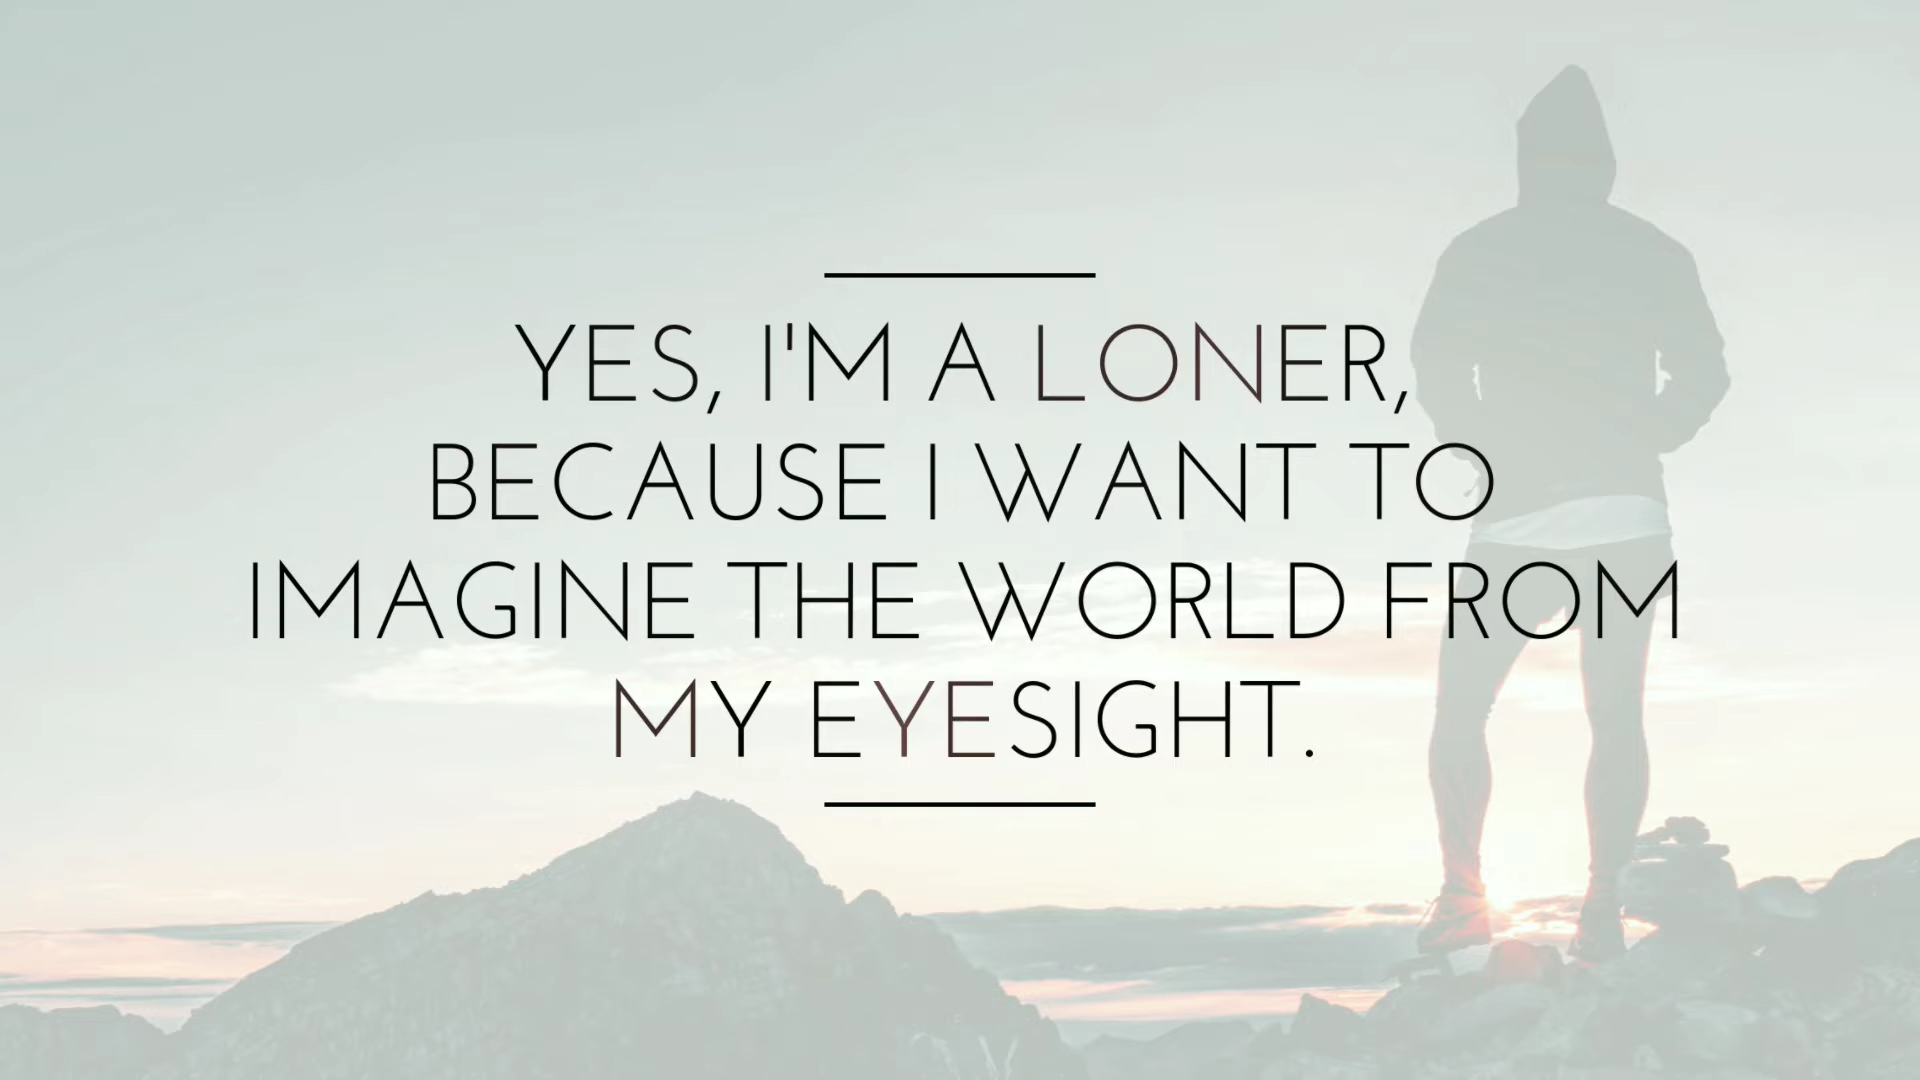 YES, I'M A LONER,
BECAUSE I WANT TO
IMAGINE THE WORLD FROM
MY EYESIGHT.